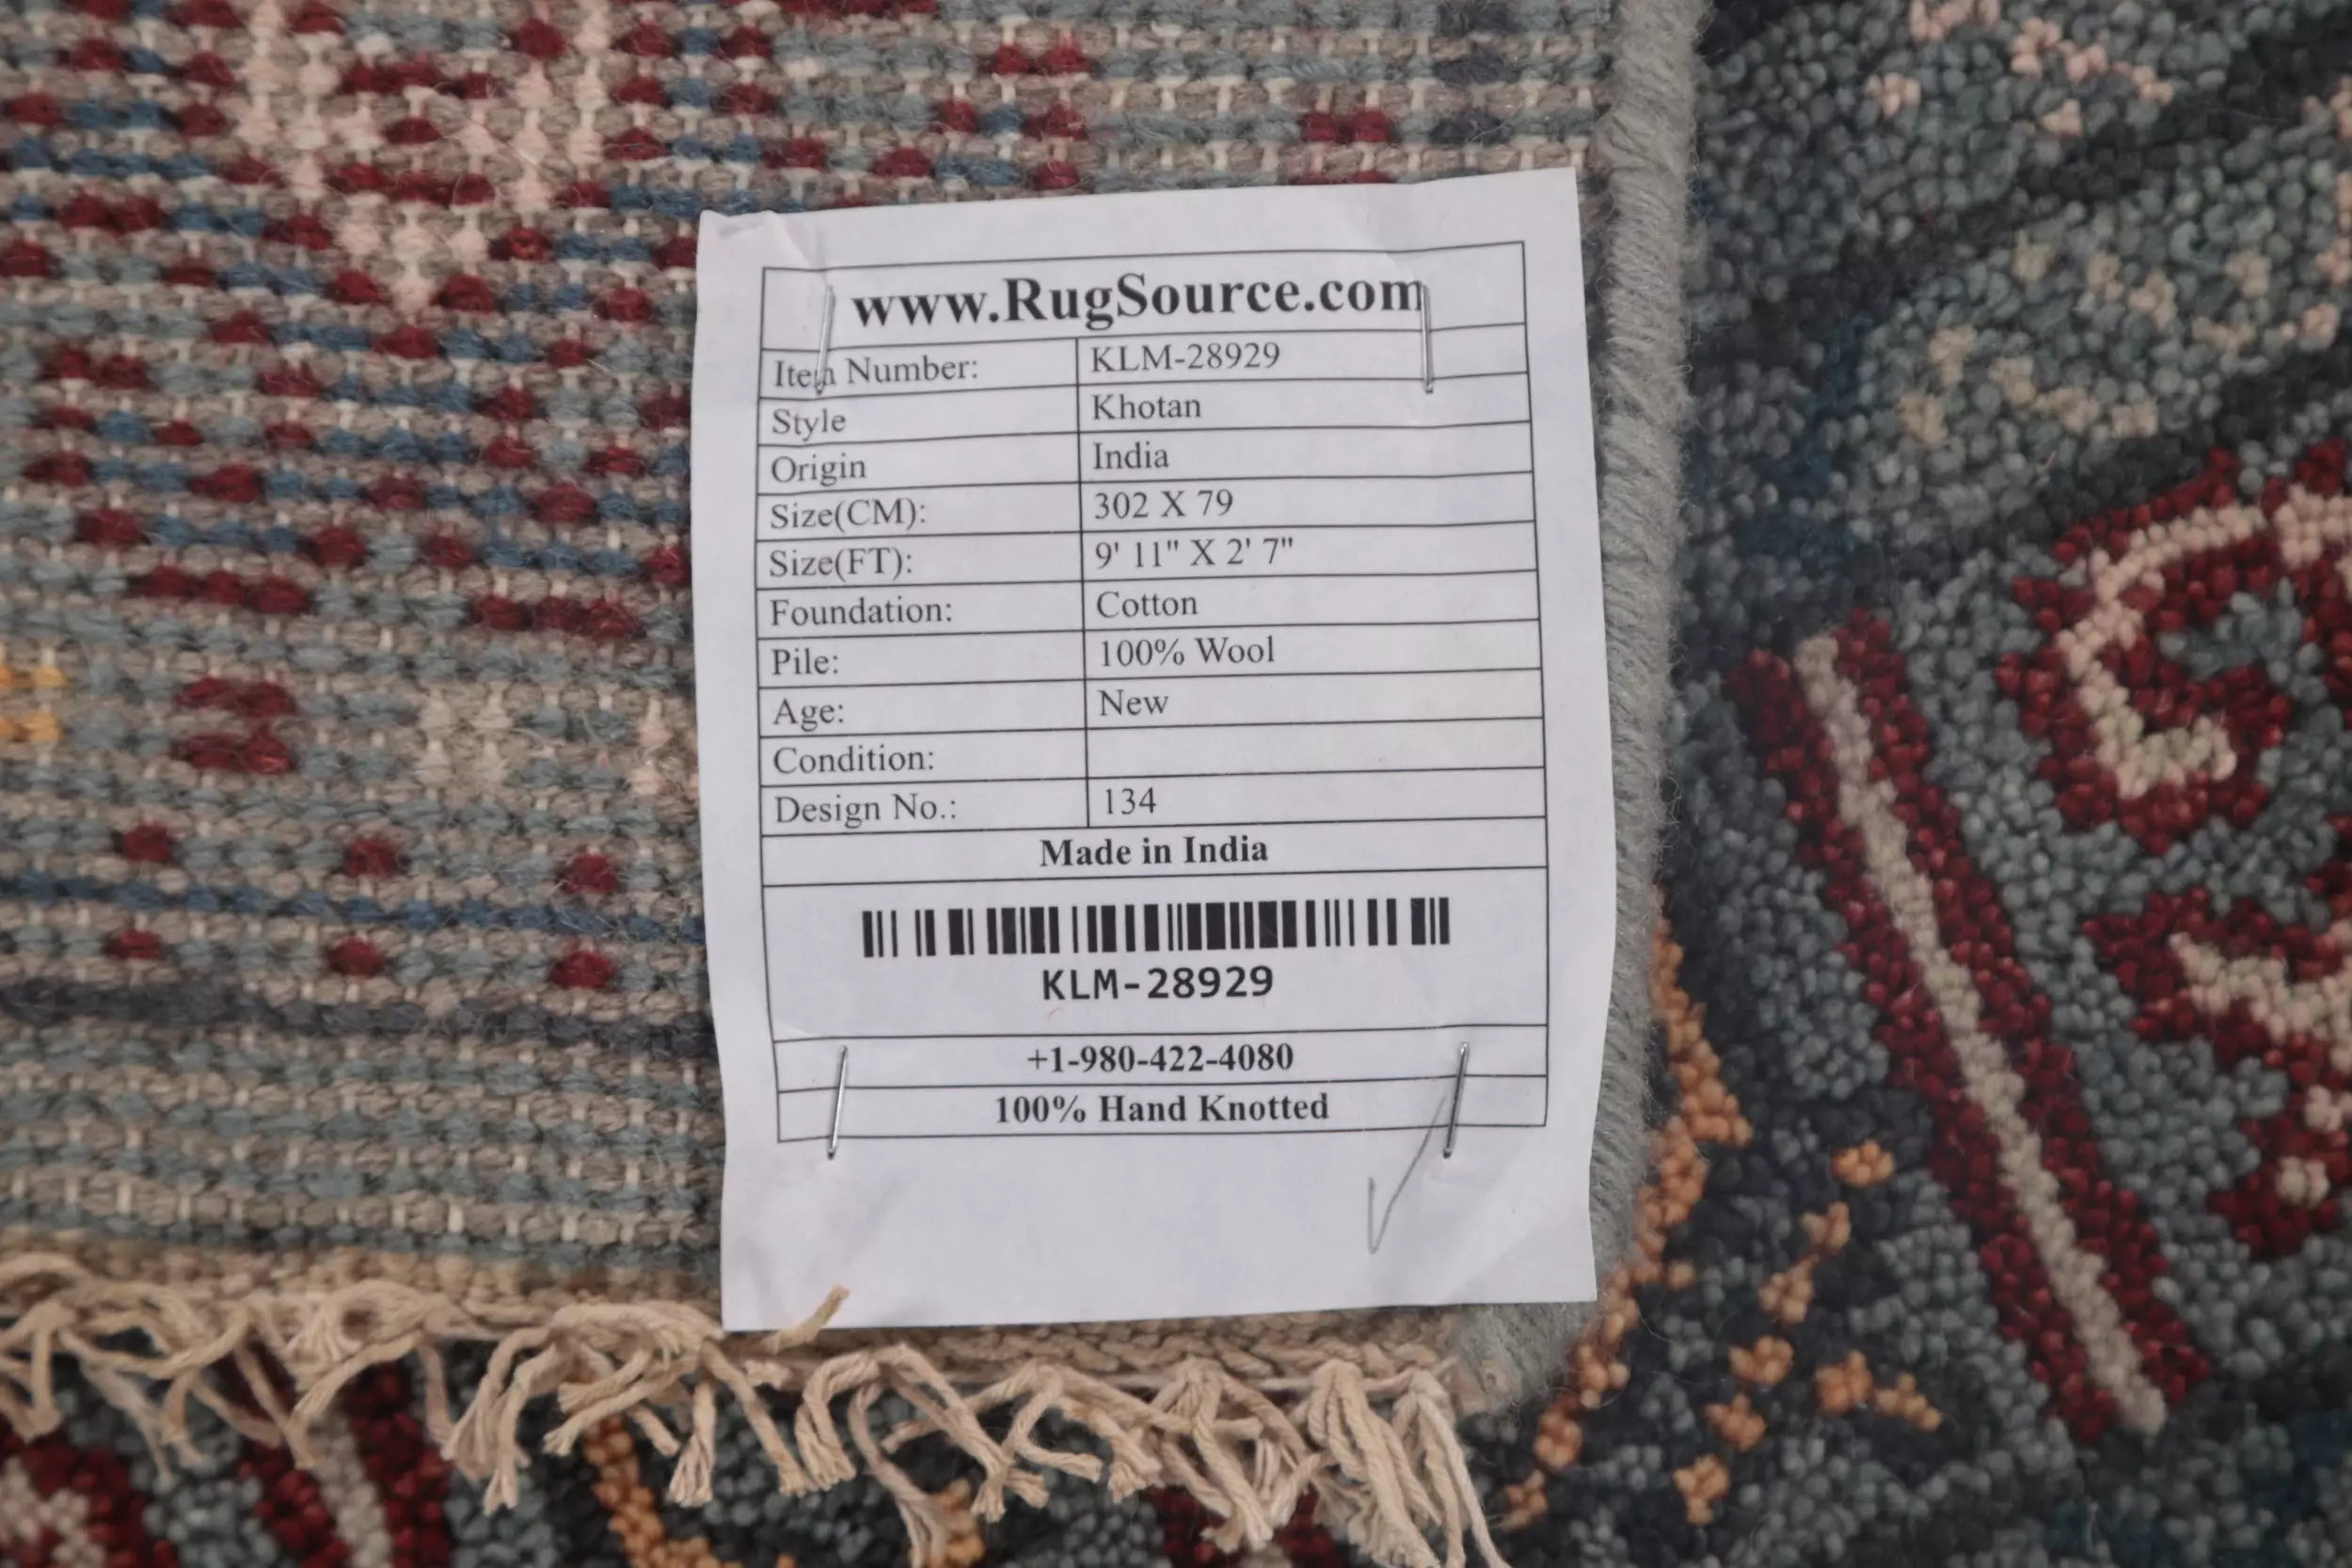 www.RugSource.com
Item Number: KLM-28929
Style Khotan
Origin India
Size(CM): 302 X 79
Size(FT): 9' 11" X 2' 7"
Foundation: Cotton
Pile: 100% Wool
Age: New
Condition:
Design No.: 134
Made in India
KLM-28929
+1-980-422-4080
100% Hand Knotted